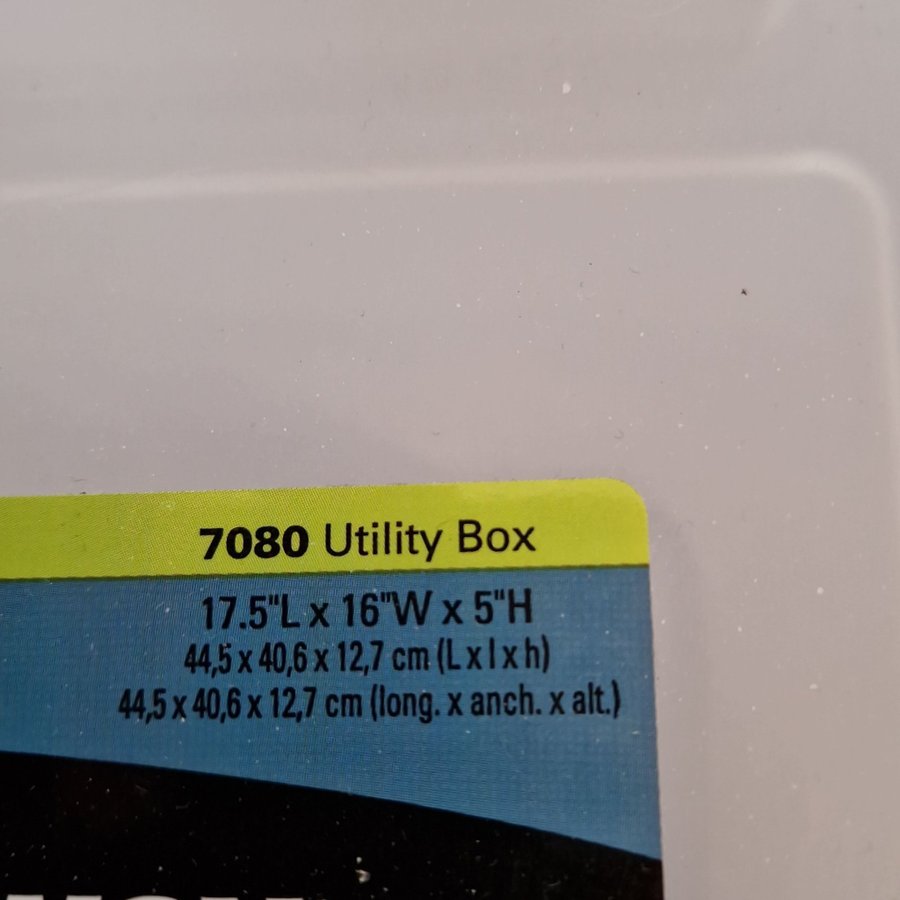 7080 Utility Box
17.5"L x 16"W x 5"H
44,5 x 40,6 x 12,7 cm (L x l x h)
44,5 x 40,6 x 12,7 cm (long. x anch. x alt.)